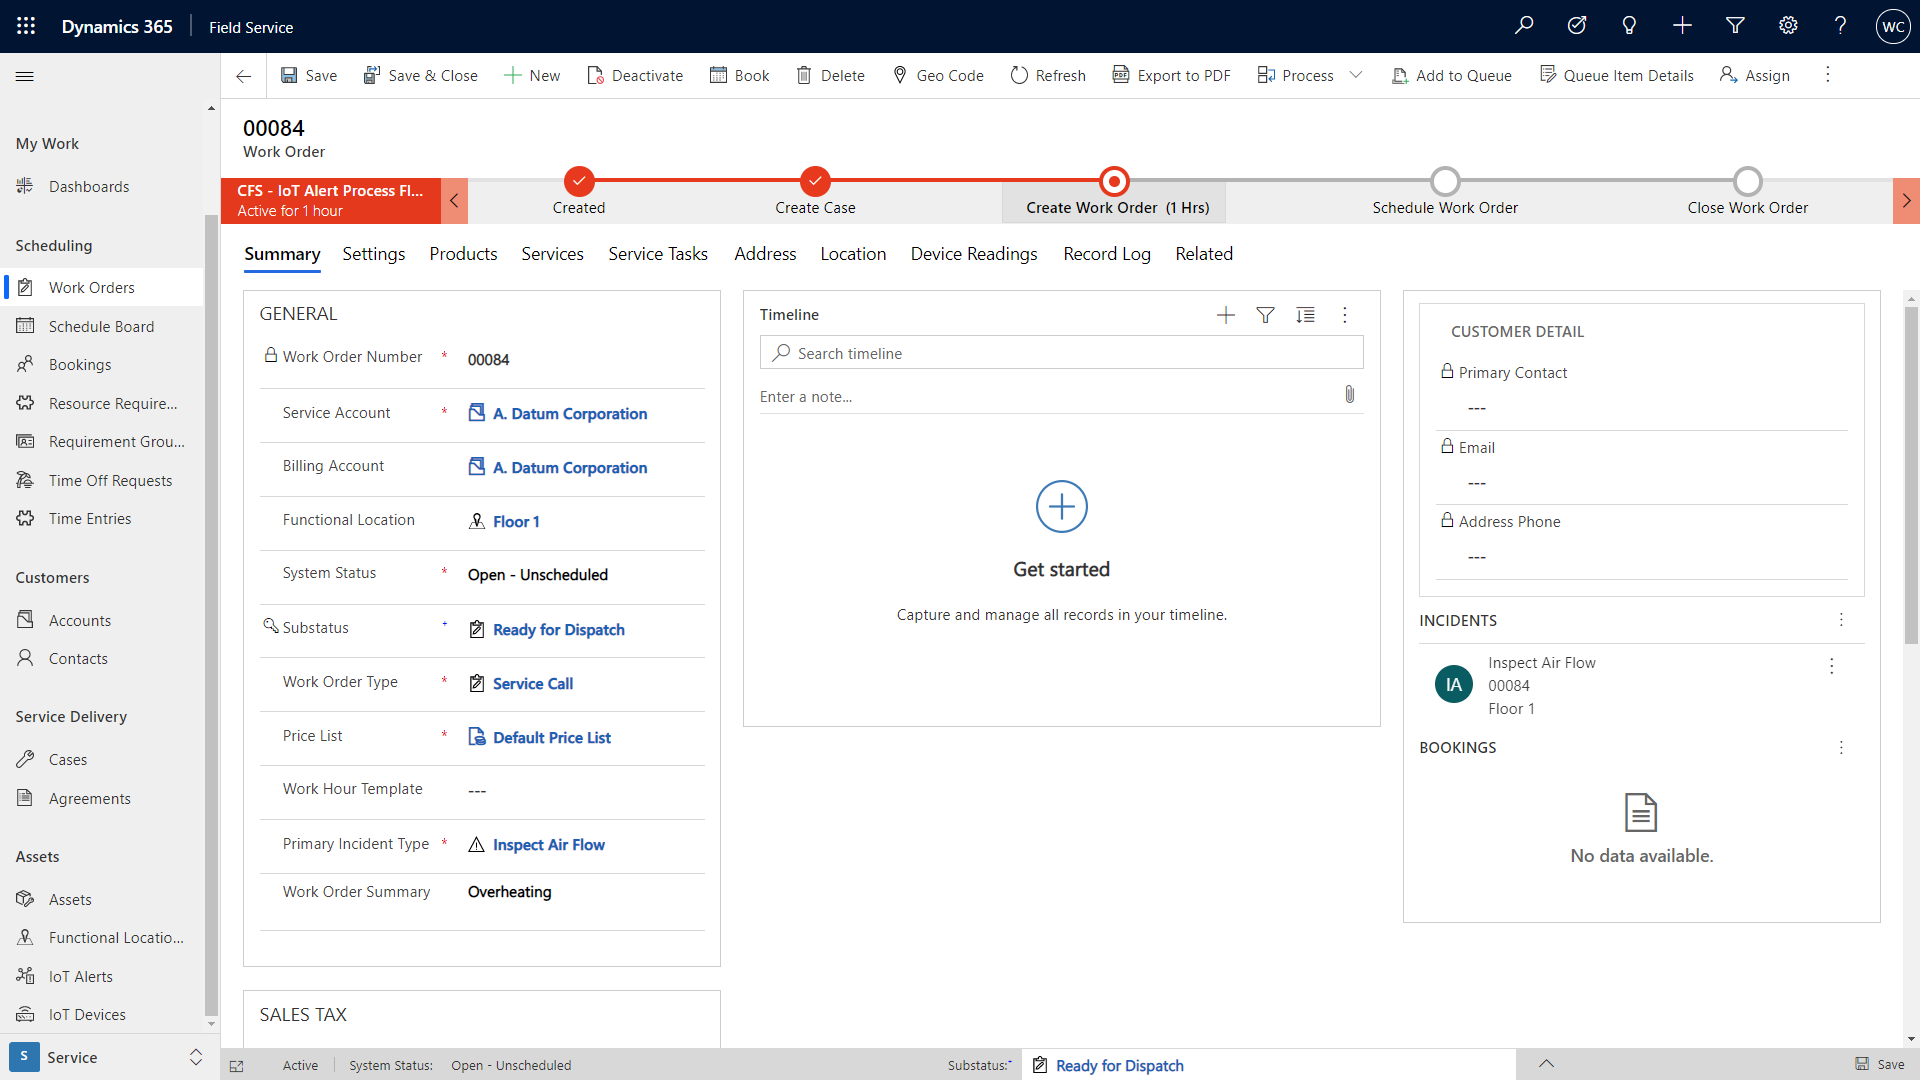 Dynamics 365
Field Service
WC
Save
Save & Close
New
Deactivate
Book
Delete
Geo Code
Refresh
Export to PDF
Process
Add to Queue
Queue Item Details
Assign
My Work
Dashboards
Scheduling
Work Orders
Schedule Board
Bookings
Resource Require...
Requirement Grou...
Time Off Requests
Time Entries
Customers
Accounts
Contacts
Service Delivery
Cases
Agreements
Assets
Assets
Functional Locatio...
IoT Alerts
IoT Devices
S
Service
00084
Work Order
CFS - IoT Alert Process Fl...
Active for 1 hour
Created
Create Case
Create Work Order (1 Hrs)
Schedule Work Order
Close Work Order
Summary
Settings
Products
Services
Service Tasks
Address
Location
Device Readings
Record Log
Related
GENERAL
Work Order Number * 00084
Service Account * A. Datum Corporation
Billing Account A. Datum Corporation
Functional Location Floor 1
System Status * Open - Unscheduled
Substatus + Ready for Dispatch
Work Order Type * Service Call
Price List * Default Price List
Work Hour Template ---
Primary Incident Type * Inspect Air Flow
Work Order Summary Overheating
SALES TAX
Timeline
Search timeline
Enter a note...
Get started
Capture and manage all records in your timeline.
CUSTOMER DETAIL
Primary Contact
---
Email
---
Address Phone
---
INCIDENTS
IA
Inspect Air Flow
00084
Floor 1
BOOKINGS
No data available.
Active
System Status: Open - Unscheduled
Substatus:+ Ready for Dispatch
Save